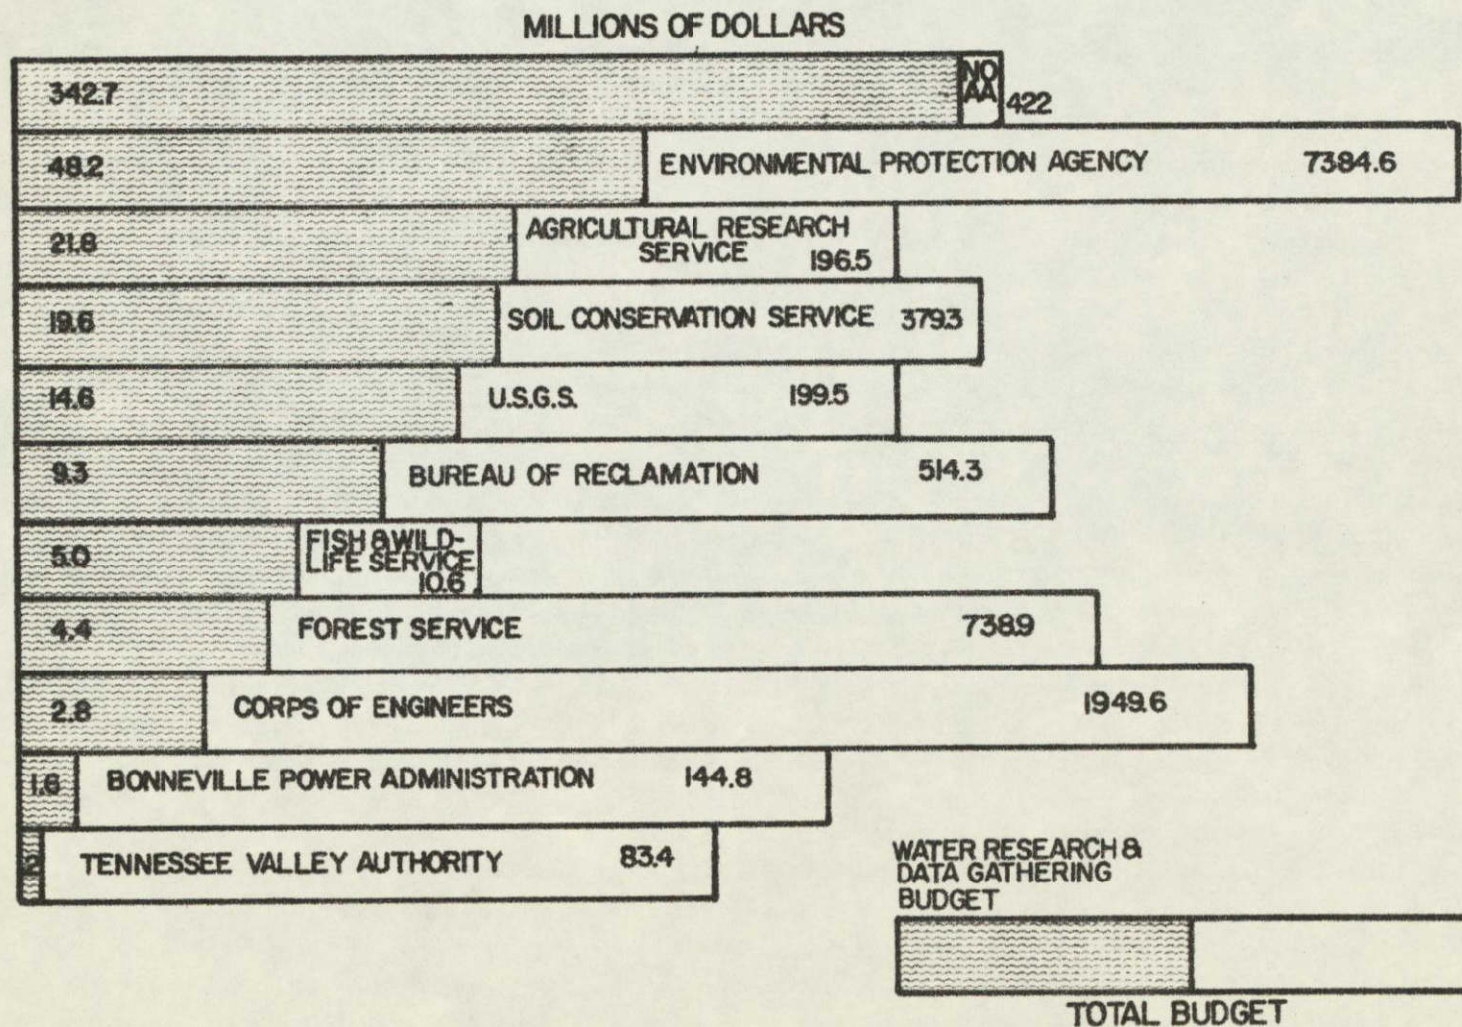 MILLIONS OF DOLLARS
342.7 NO
AA 422
48.2 ENVIRONMENTAL PROTECTION AGENCY 7384.6
21.8 AGRICULTURAL RESEARCH
SERVICE 196.5
19.6 SOIL CONSERVATION SERVICE 379.3
14.6 U.S.G.S. 199.5
9.3 BUREAU OF RECLAMATION 514.3
5.0 FISH & WILD-
LIFE SERVICE
10.6
4.4 FOREST SERVICE 738.9
2.8 CORPS OF ENGINEERS 1949.6
1.6 BONNEVILLE POWER ADMINISTRATION 144.8
TENNESSEE VALLEY AUTHORITY 83.4
WATER RESEARCH &
DATA GATHERING
BUDGET
TOTAL BUDGET